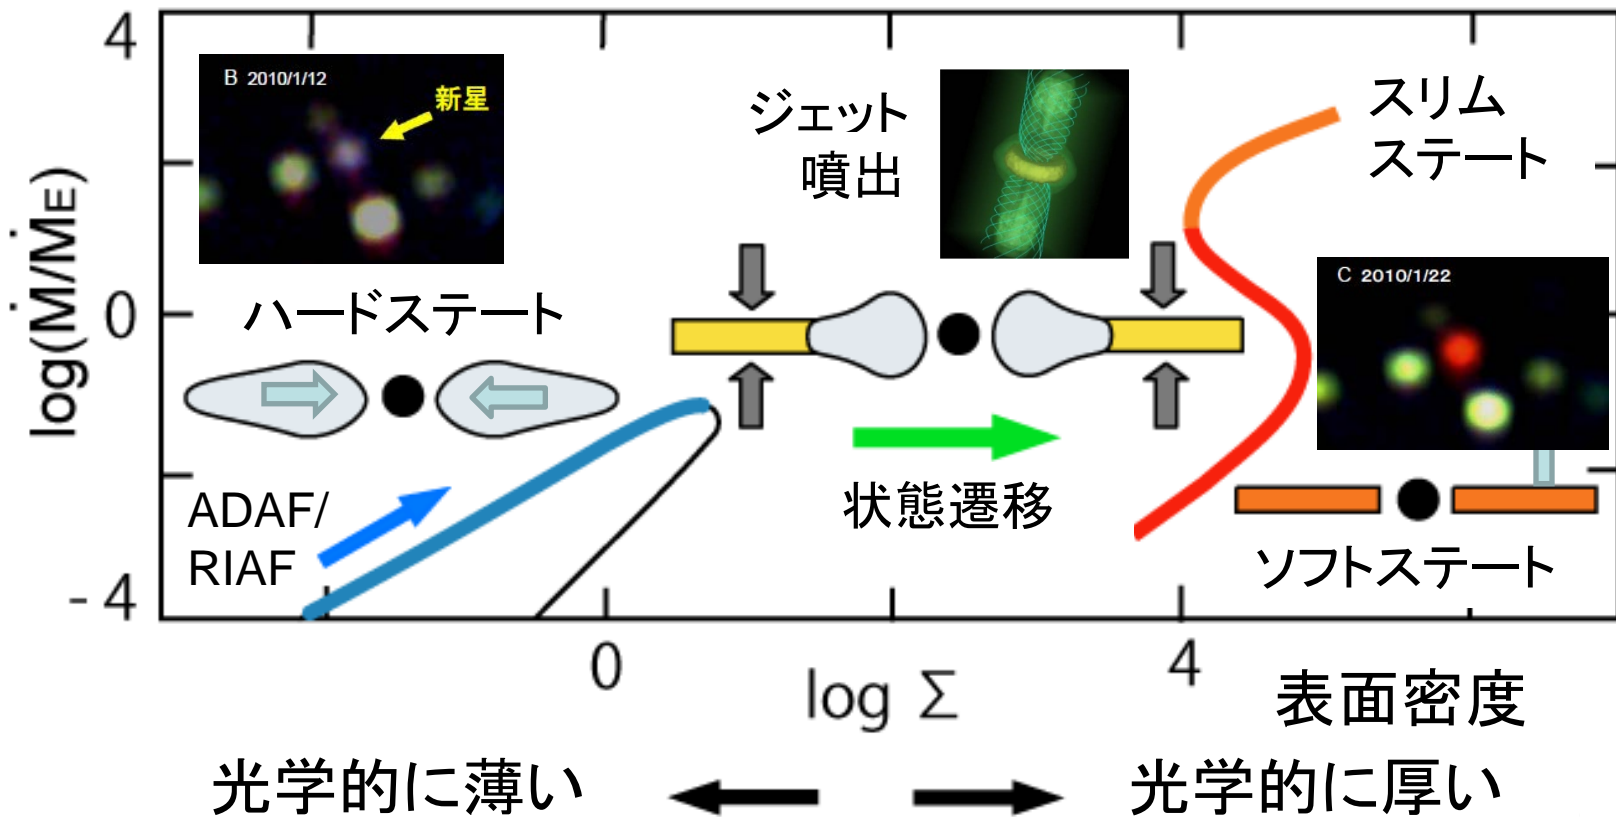 4
B 2010/1/12
新星
ジェット
噴出
スリム
ステート
log(Ṁ/ṀE)
0
ハードステート
C 2010/1/22
ADAF/
RIAF
状態遷移
ソフトステート
- 4
0
log Σ
4
表面密度
光学的に薄い
光学的に厚い